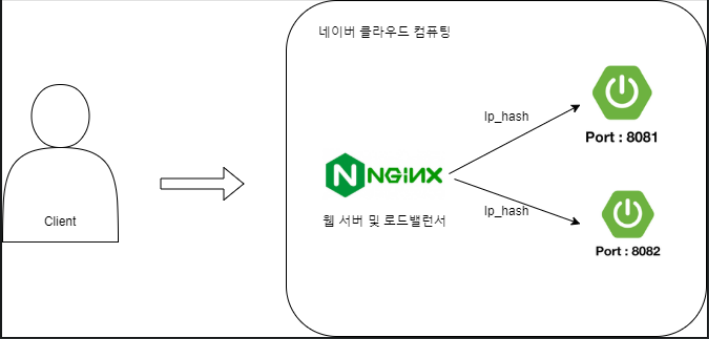 네이버 클라우드 컴퓨팅
Ip_hash
Port : 8081
NGINX
Client
웹 서버 및 로드밸런서
Ip_hash
Port : 8082